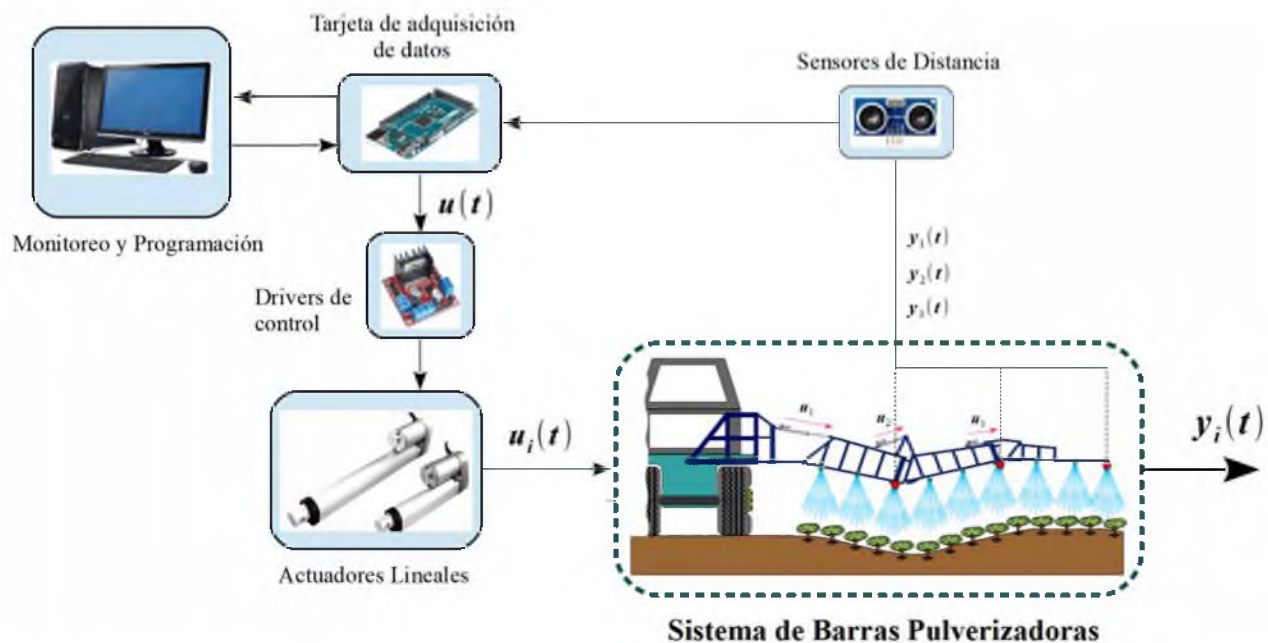 Tarjeta de adquisición
de datos
Sensores de Distancia
u(t)
Monitoreo y Programación
y₁(t)
y₂(t)
y₃(t)
Drivers de
control
u₁
u₂
u₃
uᵢ(t)
yᵢ(t)
Actuadores Lineales
Sistema de Barras Pulverizadoras